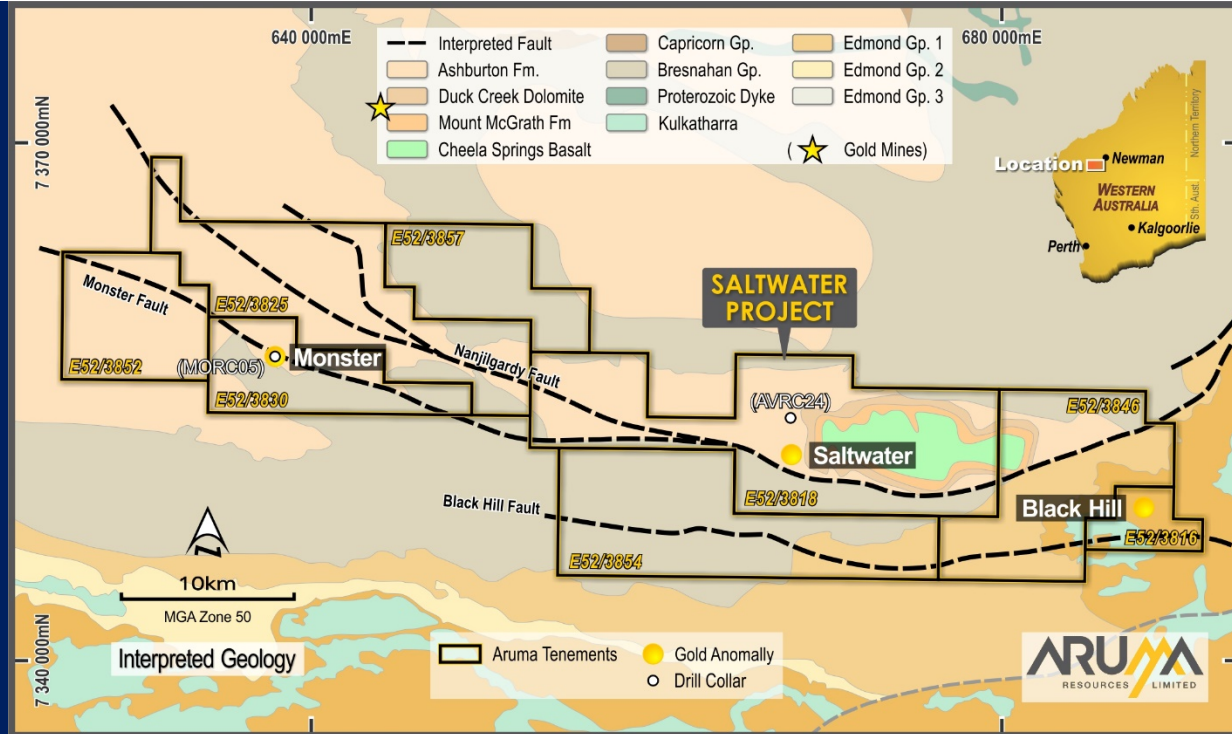 640 000mE
680 000mE
7 370 000mN
7 340 000mN
Interpreted Fault
Ashburton Fm.
Duck Creek Dolomite
Mount McGrath Fm
Cheela Springs Basalt
Capricorn Gp.
Bresnahan Gp.
Proterozoic Dyke
Kulkatharra
Edmond Gp. 1
Edmond Gp. 2
Edmond Gp. 3
( Gold Mines)
Location
Newman
WESTERN
AUSTRALIA
Kalgoorlie
Perth
Northern Territory
Sth. Aust.
E52/3857
Monster Fault
E52/3825
SALTWATER
PROJECT
(MORC05)
Monster
Nanjilgardy Fault
E52/3852
E52/3830
(AVRC24)
E52/3846
Saltwater
E52/3818
Black Hill Fault
Black Hill
E52/3816
E52/3854
N
10km
MGA Zone 50
Interpreted Geology
Aruma Tenements
Gold Anomaly
Drill Collar
ARUMA
RESOURCES LIMITED